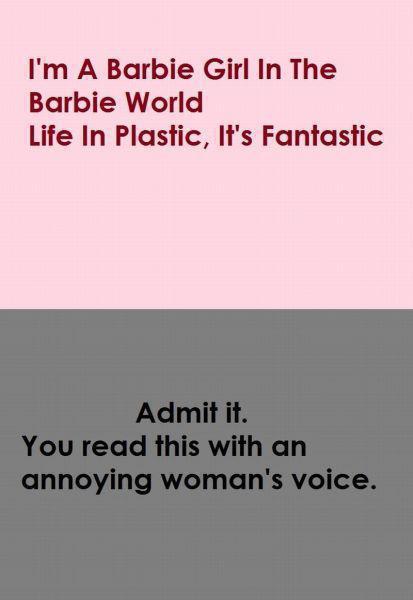 I'm A Barbie Girl In The
Barbie World
Life In Plastic, It's Fantastic
Admit it.
You read this with an
annoying woman's voice.